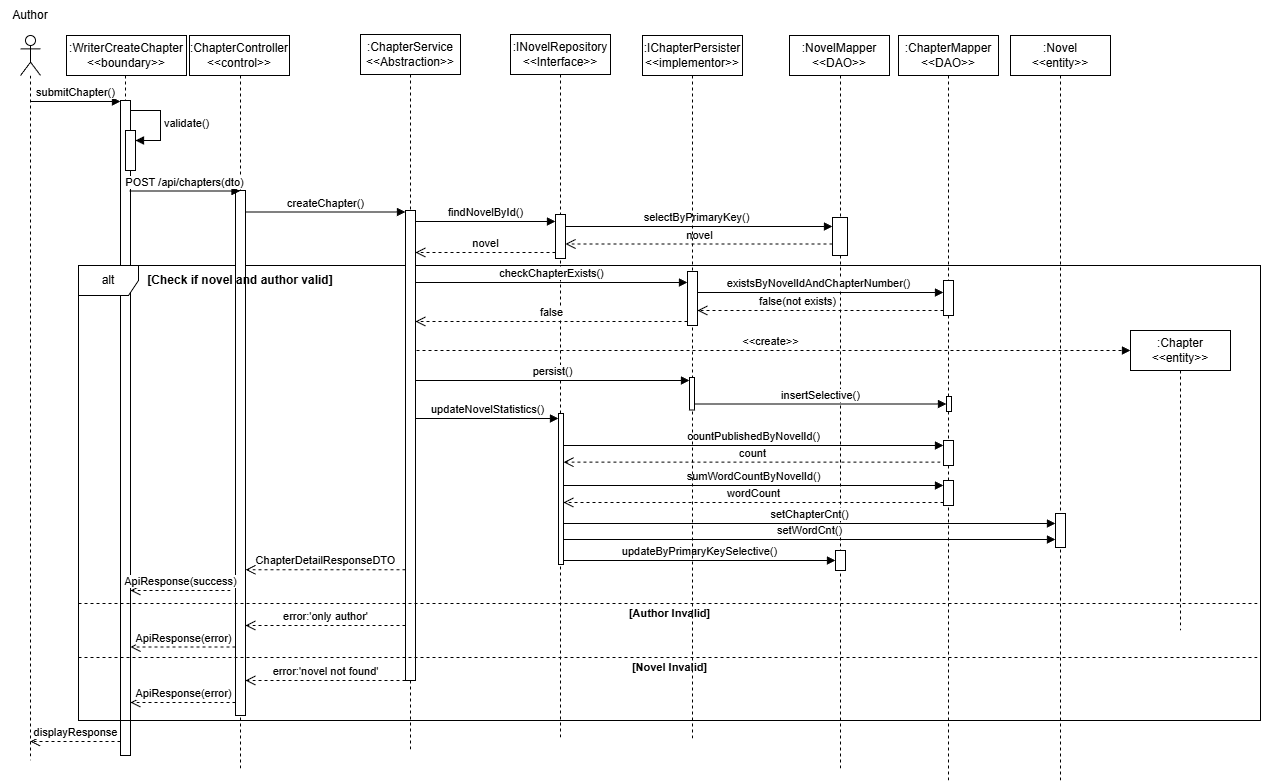 Author
:WriterCreateChapter
<<boundary>>
:ChapterController
<<control>>
:ChapterService
<<Abstraction>>
:INovelRepository
<<Interface>>
:IChapterPersister
<<implementor>>
:NovelMapper
<<DAO>>
:ChapterMapper
<<DAO>>
:Novel
<<entity>>
submitChapter()
validate()
POST /api/chapters(dto)
createChapter()
findNovelById()
selectByPrimaryKey()
novel
novel
alt
[Check if novel and author valid]
checkChapterExists()
existsByNovelIdAndChapterNumber()
false(not exists)
false
<<create>>
:Chapter
<<entity>>
persist()
insertSelective()
updateNovelStatistics()
countPublishedByNovelId()
count
sumWordCountByNovelId()
wordCount
setChapterCnt()
setWordCnt()
updateByPrimaryKeySelective()
ChapterDetailResponseDTO
ApiResponse(success)
[Author Invalid]
error:'only author'
ApiResponse(error)
[Novel Invalid]
error:'novel not found'
ApiResponse(error)
displayResponse